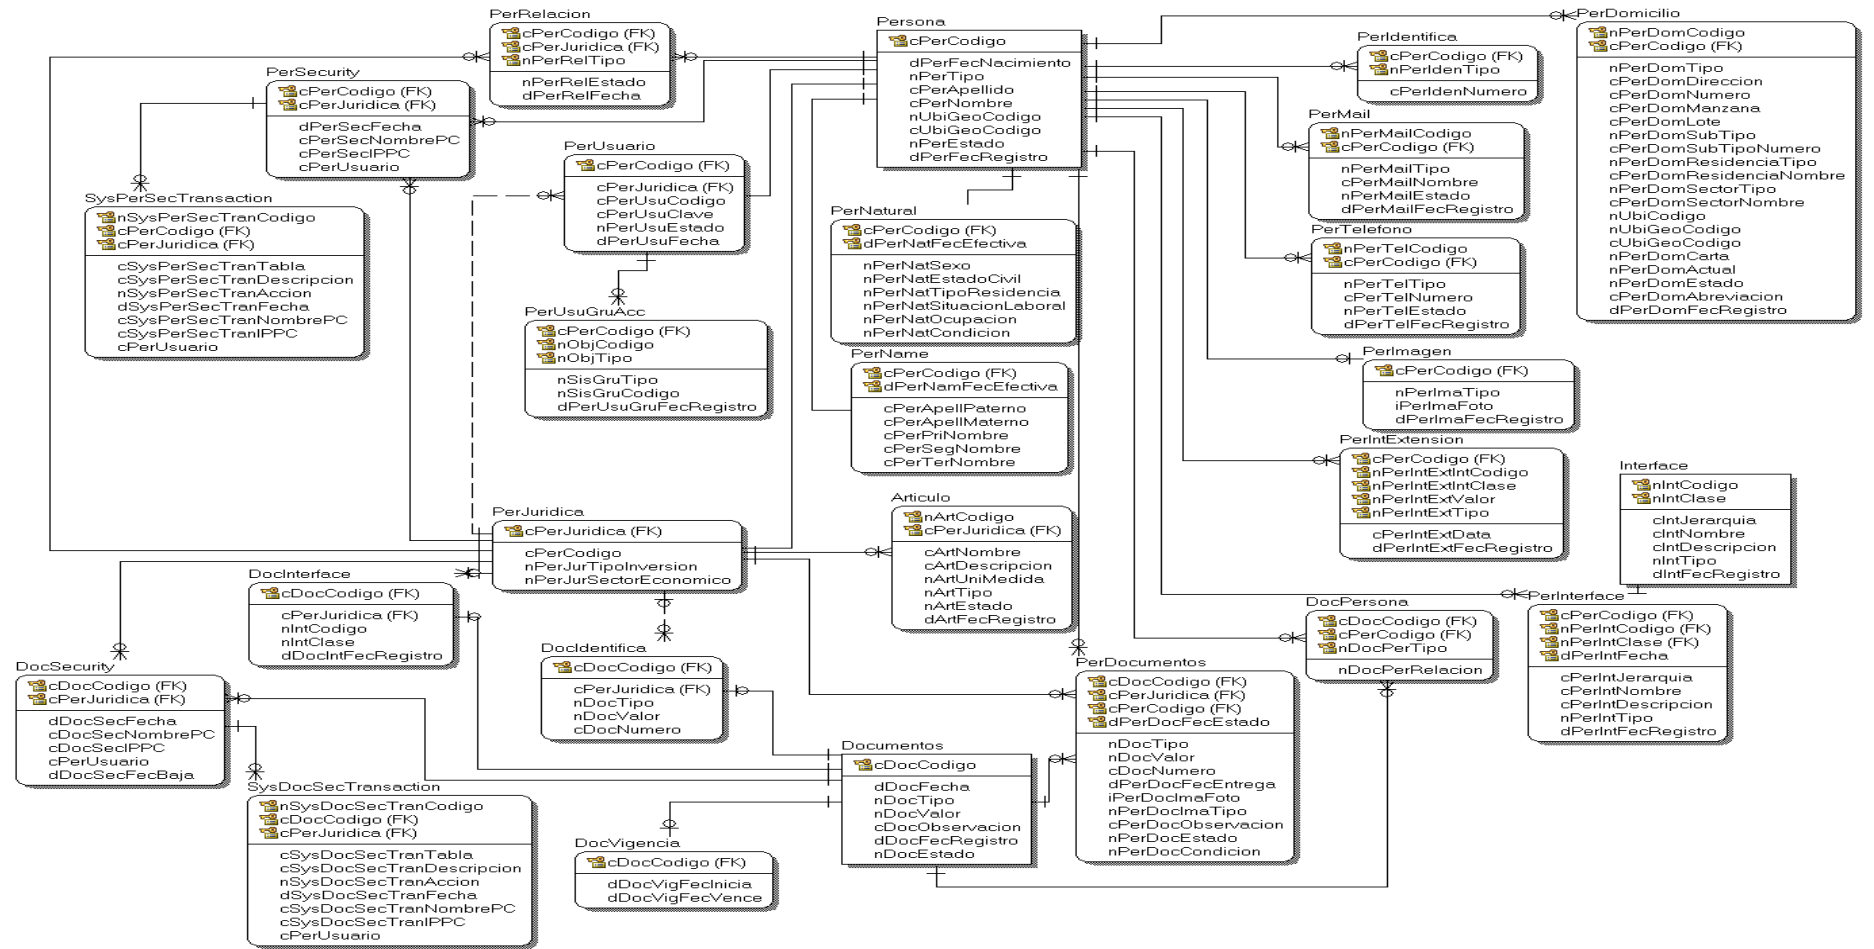 PerRelacion
cPerCodigo (FK)
cPerJuridica (FK)
nPerRelTipo
nPerRelEstado
dPerRelFecha
Persona
cPerCodigo
dPerFecNacimiento
nPerTipo
cPerApellido
cPerNombre
nUbiGeoCodigo
cUbiGeoCodigo
nPerEstado
dPerFecRegistro
PerDomicilio
nPerDomCodigo
cPerCodigo (FK)
nPerDomTipo
cPerDomDireccion
cPerDomNumero
cPerDomManzana
cPerDomLote
nPerDomSubTipo
cPerDomSubTipoNumero
nPerDomResidenciaTipo
cPerDomResidenciaNombre
nPerDomSectorTipo
cPerDomSectorNombre
nUbiCodigo
nUbiGeoCodigo
cUbiGeoCodigo
nPerDomCarta
nPerDomActual
nPerDomEstado
cPerDomAbreviacion
dPerDomFecRegistro
PerIdentifica
cPerCodigo (FK)
nPerIdenTipo
cPerIdenNumero
PerSecurity
cPerCodigo (FK)
cPerJuridica (FK)
dPerSecFecha
cPerSecNombrePC
cPerSecIPPC
cPerUsuario
PerMail
nPerMailCodigo
cPerCodigo (FK)
nPerMailTipo
cPerMailNombre
nPerMailEstado
dPerMailFecRegistro
PerUsuario
cPerCodigo (FK)
cPerJuridica (FK)
cPerUsuCodigo
cPerUsuClave
nPerUsuEstado
dPerUsuFecha
SysPerSecTransaction
nSysPerSecTranCodigo
cPerCodigo (FK)
cPerJuridica (FK)
cSysPerSecTranTabla
cSysPerSecTranDescripcion
nSysPerSecTranAccion
dSysPerSecTranFecha
cSysPerSecTranNombrePC
cSysPerSecTranIPPC
cPerUsuario
PerNatural
cPerCodigo (FK)
dPerNatFecEfectiva
nPerNatSexo
nPerNatEstadoCivil
nPerNatTipoResidencia
nPerNatSituacionLaboral
nPerNatOcupacion
nPerNatCondicion
PerTelefono
nPerTelCodigo
cPerCodigo (FK)
nPerTelTipo
cPerTelNumero
nPerTelEstado
dPerTelFecRegistro
PerUsuGruAcc
cPerCodigo (FK)
nObjCodigo
nObjTipo
nSisGruTipo
nSisGruCodigo
dPerUsuGruFecRegistro
PerName
cPerCodigo (FK)
dPerNamFecEfectiva
cPerApellPaterno
cPerApellMaterno
cPerPriNombre
cPerSegNombre
cPerTerNombre
PerImagen
cPerCodigo (FK)
nPerImaTipo
iPerImaFoto
dPerImaFecRegistro
PerIntExtension
cPerCodigo (FK)
nPerIntExtIntCodigo
nPerIntExtIntClase
nPerIntExtValor
nPerIntExtTipo
cPerIntExtData
dPerIntExtFecRegistro
Interface
nIntCodigo
nIntClase
cIntJerarquia
cIntNombre
cIntDescripcion
nIntTipo
dIntFecRegistro
PerJuridica
cPerJuridica (FK)
cPerCodigo
nPerJurTipoInversion
nPerJurSectorEconomico
Articulo
nArtCodigo
cPerJuridica (FK)
cArtNombre
cArtDescripcion
nArtUniMedida
nArtTipo
nArtEstado
dArtFecRegistro
DocInterface
cDocCodigo (FK)
cPerJuridica (FK)
nIntCodigo
nIntClase
dDocIntFecRegistro
DocPersona
cDocCodigo (FK)
cPerCodigo (FK)
nDocPerTipo
nDocPerRelacion
PerInterface
cPerCodigo (FK)
nPerIntCodigo (FK)
nPerIntClase (FK)
dPerIntFecha
cPerIntJerarquia
cPerIntNombre
cPerIntDescripcion
nPerIntTipo
dPerIntFecRegistro
DocIdentifica
cDocCodigo (FK)
cPerJuridica (FK)
nDocTipo
nDocValor
cDocNumero
DocSecurity
cDocCodigo (FK)
cPerJuridica (FK)
dDocSecFecha
cDocSecNombrePC
cDocSecIPPC
cPerUsuario
dDocSecFecBaja
PerDocumentos
cDocCodigo (FK)
cPerJuridica (FK)
cPerCodigo (FK)
dPerDocFecEstado
nDocTipo
nDocValor
cDocNumero
dPerDocFecEntrega
iPerDocImaFoto
nPerDocImaTipo
cPerDocObservacion
nPerDocEstado
nPerDocCondicion
Documentos
cDocCodigo
dDocFecha
nDocTipo
nDocValor
cDocObservacion
dDocFecRegistro
nDocEstado
SysDocSecTransaction
nSysDocSecTranCodigo
cDocCodigo (FK)
cPerJuridica (FK)
cSysDocSecTranTabla
cSysDocSecTranDescripcion
nSysDocSecTranAccion
dSysDocSecTranFecha
cSysDocSecTranNombrePC
cSysDocSecTranIPPC
cPerUsuario
DocVigencia
cDocCodigo (FK)
dDocVigFecInicia
dDocVigFecVence